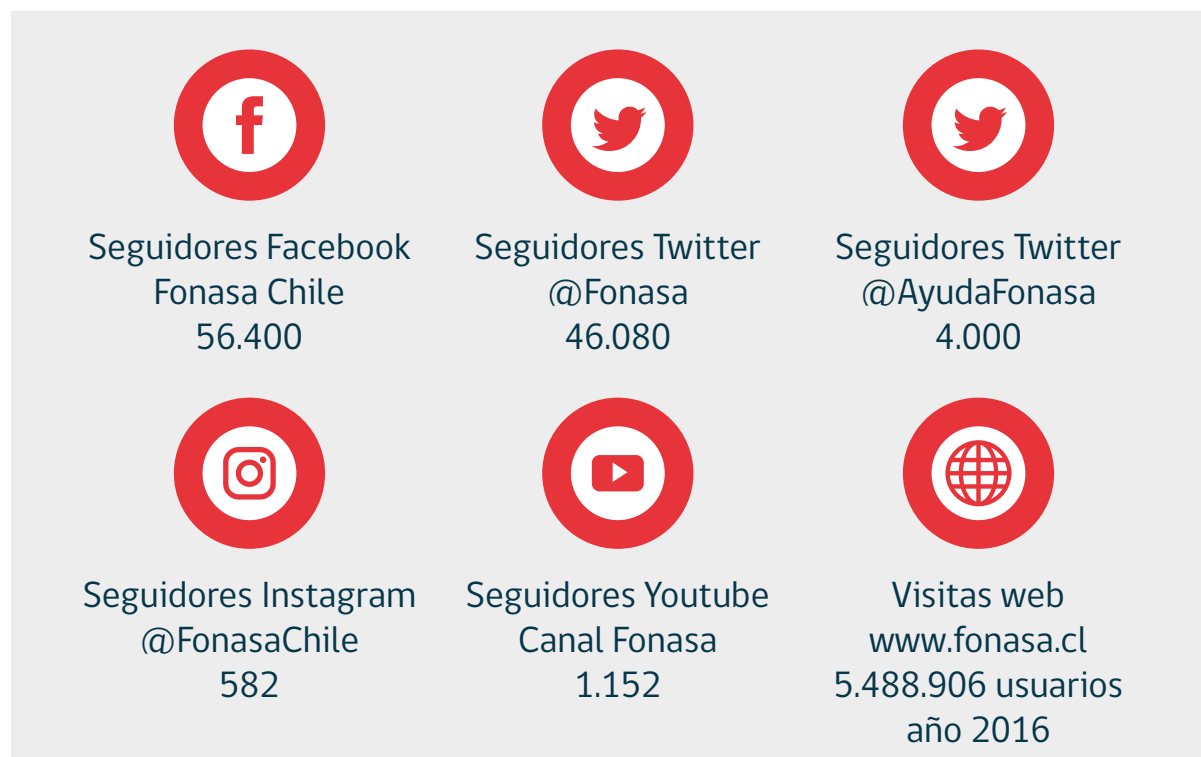 Seguidores Facebook
Fonasa Chile
56.400
Seguidores Twitter
@Fonasa
46.080
Seguidores Twitter
@AyudaFonasa
4.000
Seguidores Instagram
@FonasaChile
582
Seguidores Youtube
Canal Fonasa
1.152
Visitas web
www.fonasa.cl
5.488.906 usuarios
año 2016